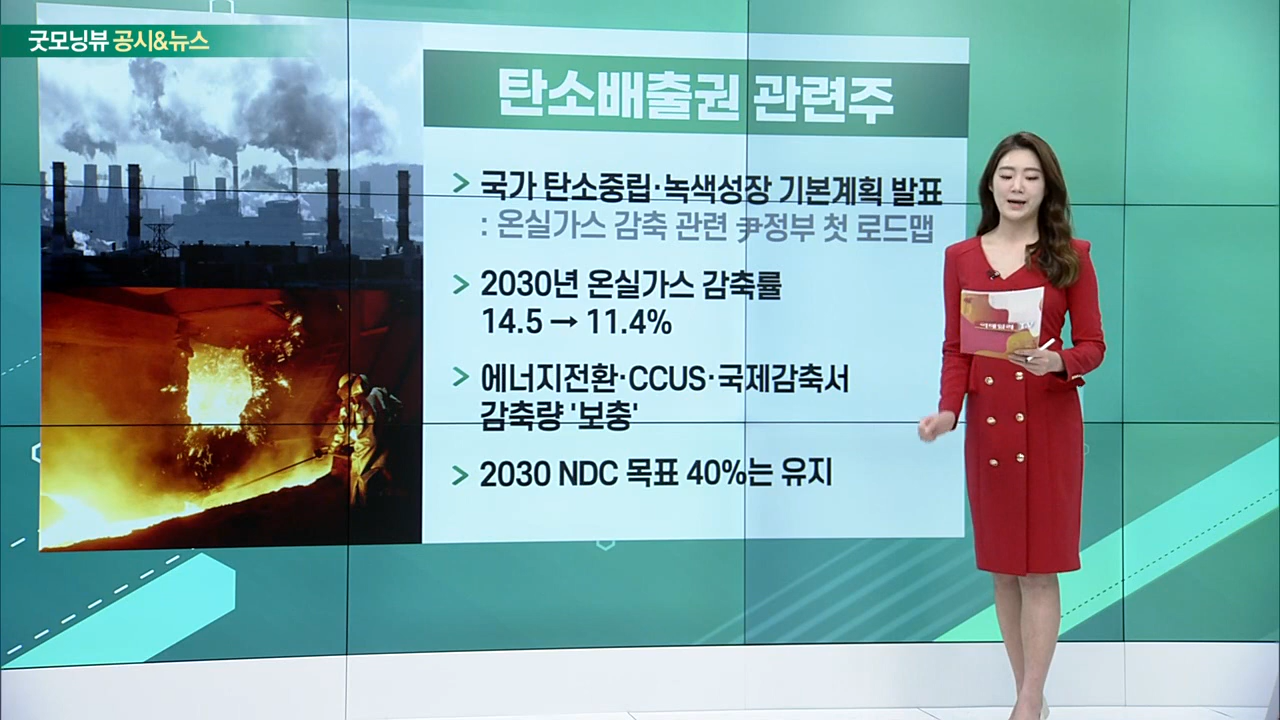 굿모닝뷰 공시&뉴스
탄소배출권 관련주
> 국가 탄소중립·녹색성장 기본계획 발표
: 온실가스 감축 관련 尹정부 첫 로드맵
> 2030년 온실가스 감축률
14.5 → 11.4%
> 에너지전환·CCUS·국제감축서
감축량 '보충'
> 2030 NDC 목표 40%는 유지